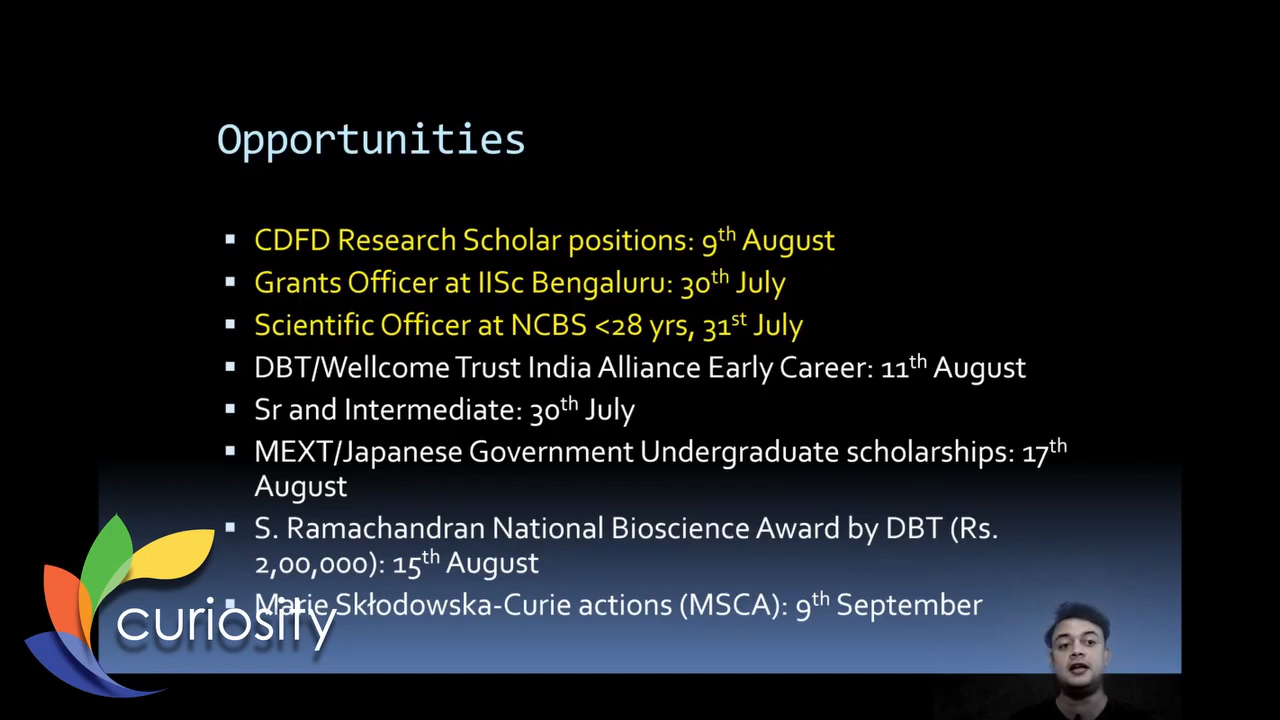 Opportunities
▪ CDFD Research Scholar positions: 9th August
▪ Grants Officer at IISc Bengaluru: 30th July
▪ Scientific Officer at NCBS <28 yrs, 31st July
▪ DBT/Wellcome Trust India Alliance Early Career: 11th August
▪ Sr and Intermediate: 30th July
▪ MEXT/Japanese Government Undergraduate scholarships: 17th
August
▪ S. Ramachandran National Bioscience Award by DBT (Rs.
2,00,000): 15th August
▪ Marie Skłodowska-Curie actions (MSCA): 9th September
curiosity